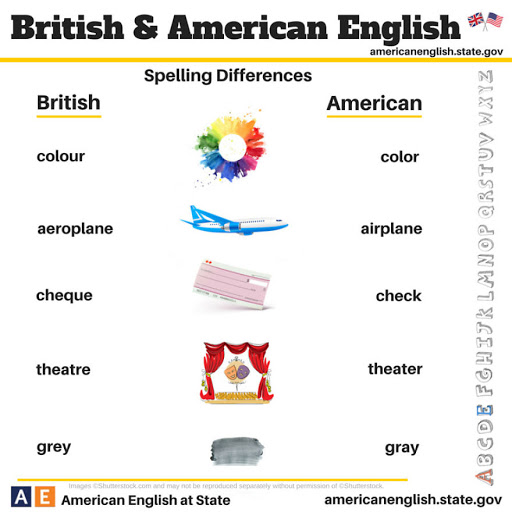 British & American English
americanenglish.state.gov
Spelling Differences
British American
colour color
aeroplane airplane
cheque check
theatre theater
grey gray
ABCDEFGHIJKLMNOPQRSTUVWXYZ
Images ©Shutterstock.com and may not be reproduced separately without permission of ©Shutterstock.
AE American English at State americanenglish.state.gov